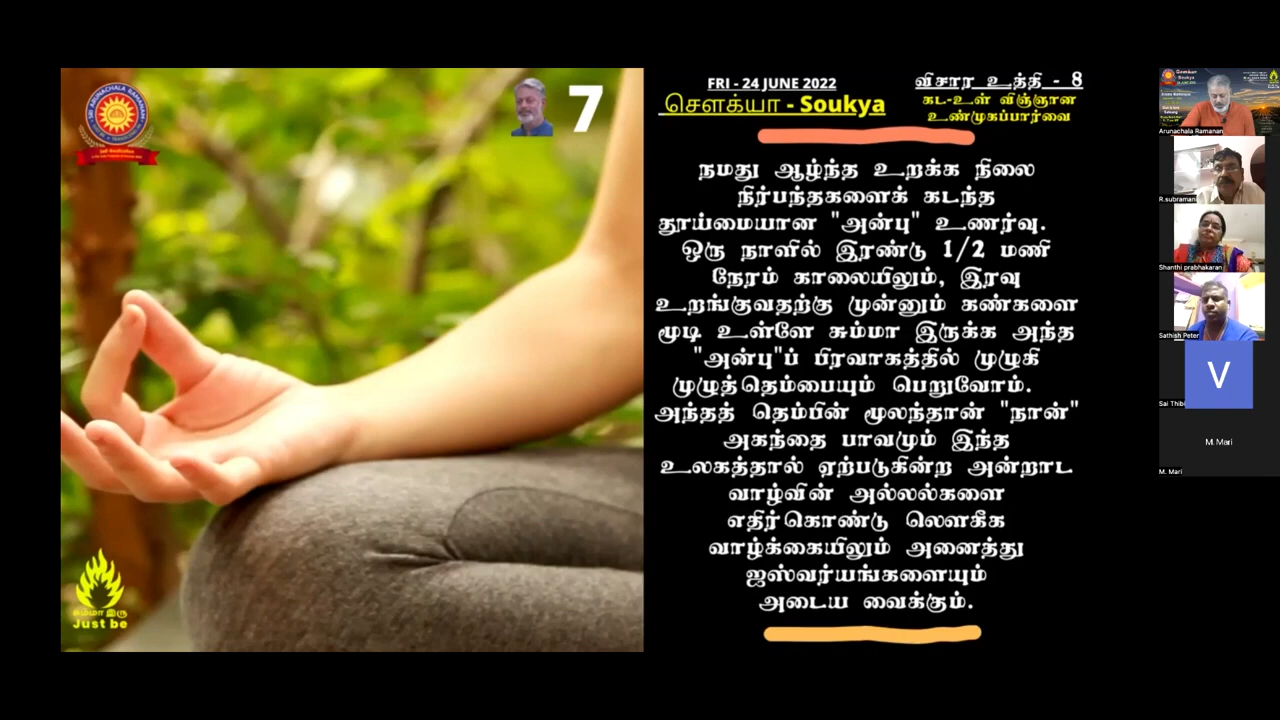 7
FRI - 24 JUNE 2022
சௌக்யா - Soukya
விசார உத்தி - 8
கட-உள் விஞ்ஞான
உண்முகப்பார்வை
நமது ஆழ்ந்த உறக்க நிலை
நிர்பந்தகளைக் கடந்த
தூய்மையான "அன்பு" உணர்வு.
ஒரு நாளில் இரண்டு 1/2 மணி
நேரம் காலையிலும், இரவு
உறங்குவதற்கு முன்னும் கண்களை
மூடி உள்ளே சும்மா இருக்க அந்த
"அன்பு"ப் பிரவாகத்தில் முழுகி
முழுத்தெம்பையும் பெறுவோம்.
அந்தத் தெம்பின் மூலந்தான் "நான்"
அகந்தை பாவமும் இந்த
உலகத்தால் ஏற்படுகின்ற அன்றாட
வாழ்வின் அல்லல்களை
எதிர்கொண்டு லௌகீக
வாழ்க்கையிலும் அனைத்து
ஐஸ்வர்யங்களையும்
அடைய வைக்கும்.
சும்மா இரு
Just be
Arunachala Ramanan
R.subramani
Shanthi prabhakaran
Sathish Peter
V
Sai Thibi
M. Mari
M. Mari